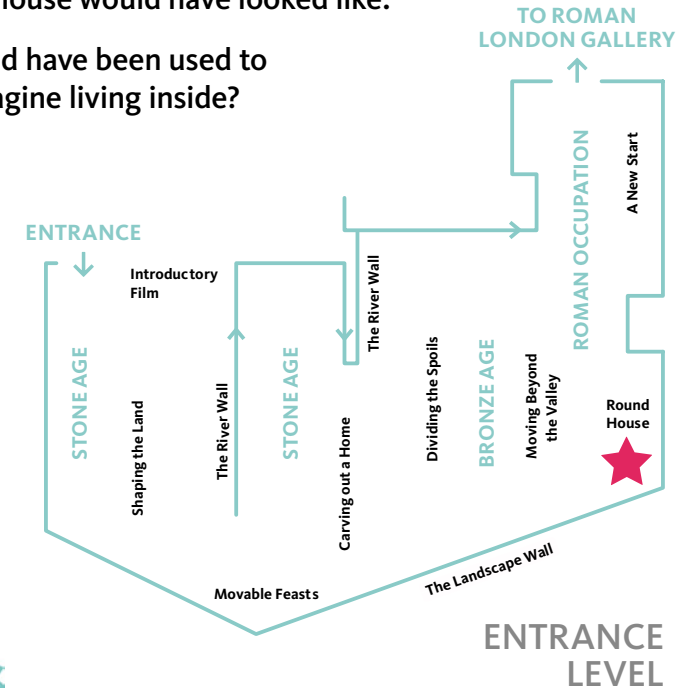 house would have looked like.
d have been used to
gine living inside?
TO ROMAN
LONDON GALLERY
ENTRANCE
Introductory
Film
STONE AGE
Shaping the Land
The River Wall
STONE AGE
Carving out a Home
The River Wall
Dividing the Spoils
BRONZE AGE
Moving Beyond
the Valley
ROMAN OCCUPATION
A New Start
Round
House
Movable Feasts
The Landscape Wall
ENTRANCE
LEVEL